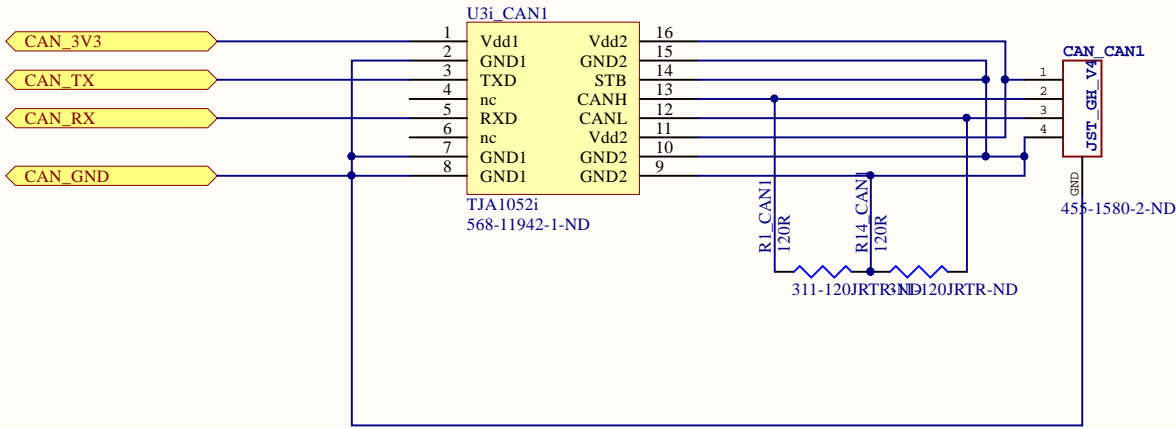 U3i_CAN1
CAN_3V3
CAN_TX
CAN_RX
CAN_GND
1 Vdd1 Vdd2 16
2 GND1 GND2 15
3 TXD STB 14
4 nc CANH 13
5 RXD CANL 12
6 nc Vdd2 11
7 GND1 GND2 10
8 GND1 GND2 9
TJA1052i
568-11942-1-ND
CAN_CAN1
1
2
3
4
JST_GH_V4
GND
455-1580-2-ND
R1_CAN1
120R
R14_CAN1
120R
311-120JRTR-ND
311-120JRTR-ND